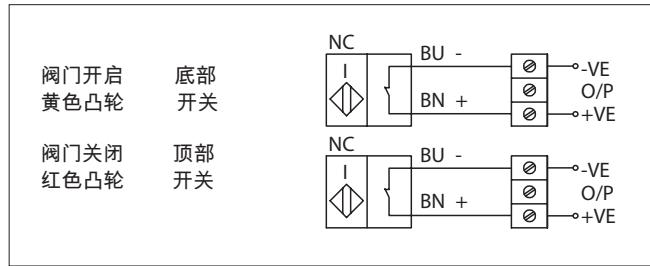 NC
BU -
阀门开启 底部
黄色凸轮 开关
I
-VE
O/P
BN +
+VE
NC
阀门关闭 顶部
红色凸轮 开关
BU -
I
-VE
O/P
BN +
+VE